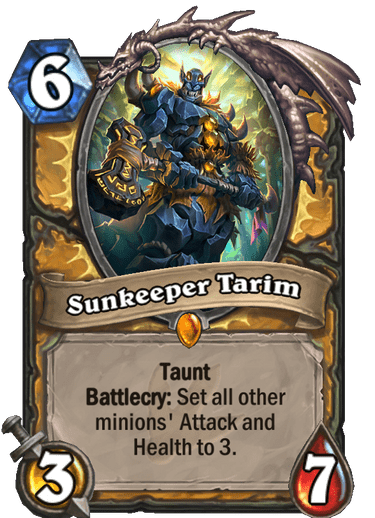 6
Sunkeeper Tarim
Taunt
Battlecry: Set all other
minions' Attack and
Health to 3.
3
7